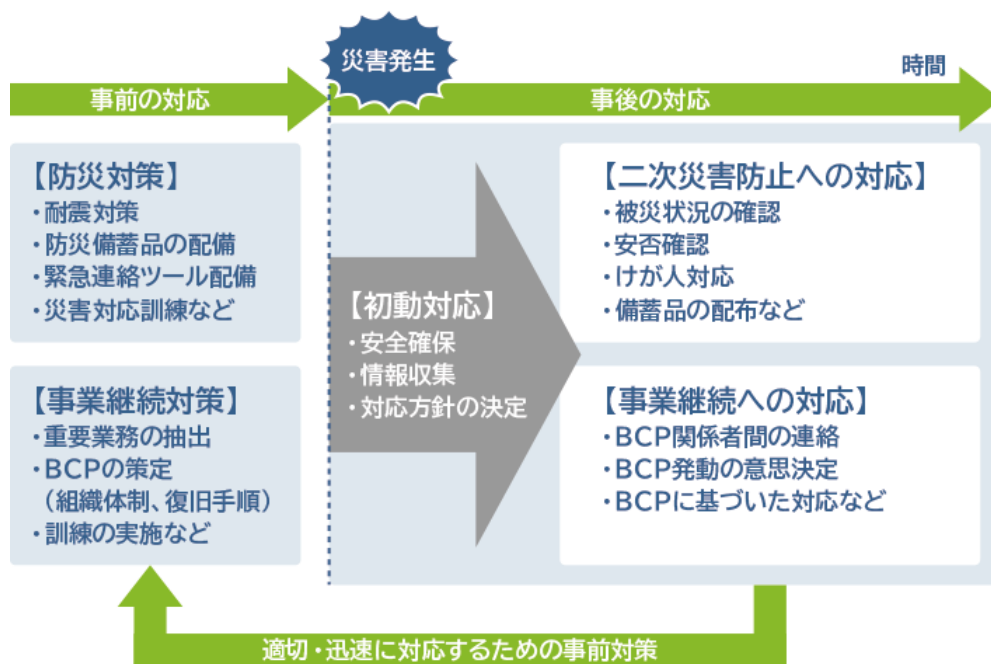 災害発生
時間
事前の対応
事後の対応
【防災対策】
・耐震対策
・防災備蓄品の配備
・緊急連絡ツール配備
・災害対応訓練など
【事業継続対策】
・重要業務の抽出
・BCPの策定
（組織体制、復旧手順）
・訓練の実施など
【初動対応】
・安全確保
・情報収集
・対応方針の決定
【二次災害防止への対応】
・被災状況の確認
・安否確認
・けが人対応
・備蓄品の配布など
【事業継続への対応】
・BCP関係者間の連絡
・BCP発動の意思決定
・BCPに基づいた対応など
適切・迅速に対応するための事前対策